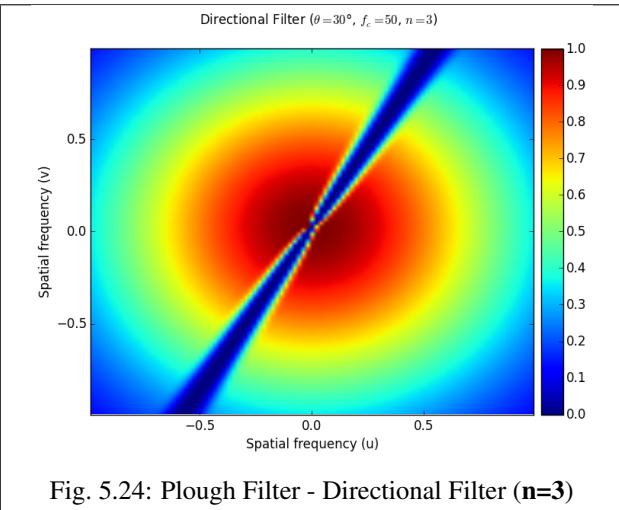 Directional Filter (θ=30°, f_c=50, n=3)
1.0
0.9
0.8
0.7
0.6
0.5
0.4
0.3
0.2
0.1
0.0
0.5
0.0
−0.5
Spatial frequency (v)
−0.5 0.0 0.5
Spatial frequency (u)
Fig. 5.24: Plough Filter - Directional Filter (n=3)